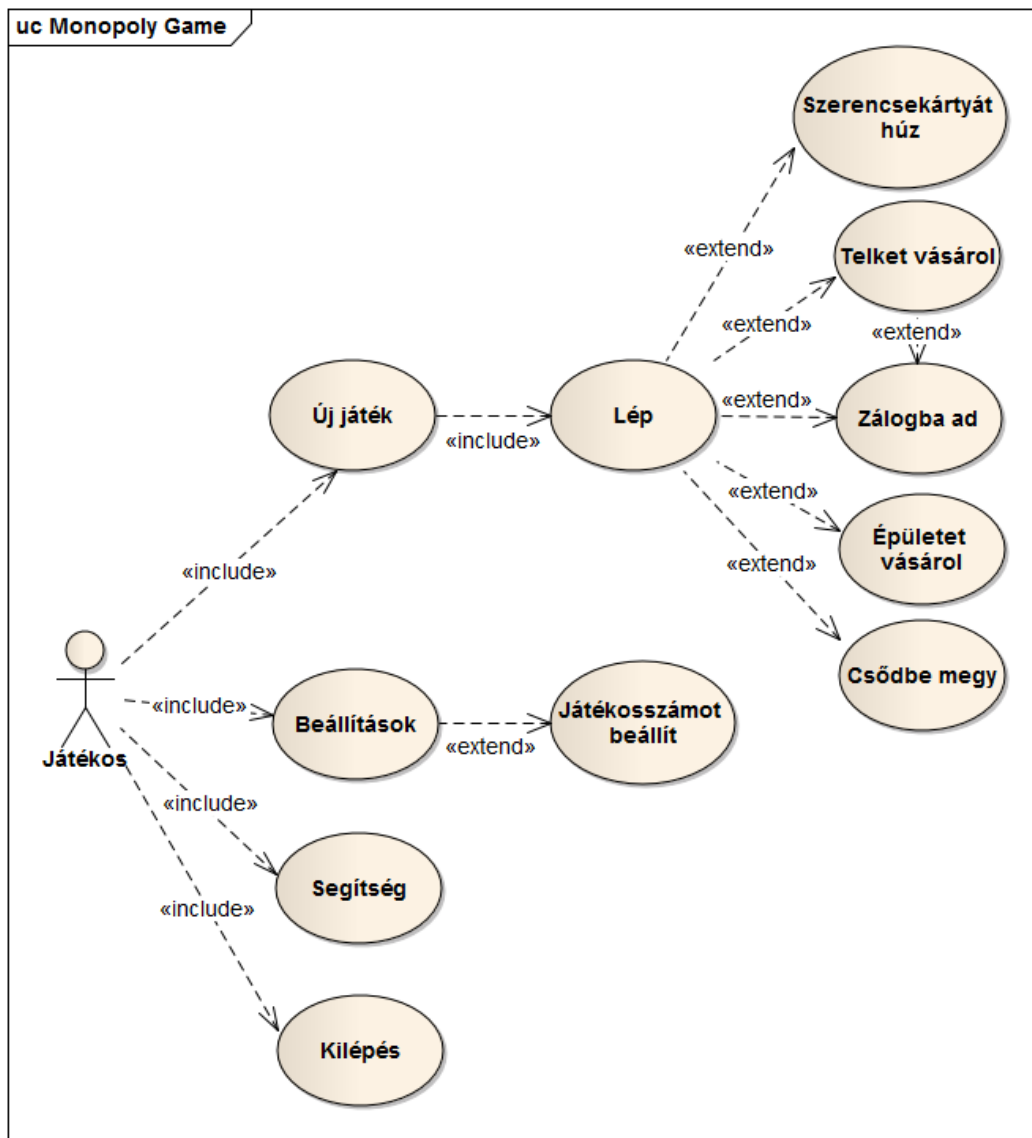 uc Monopoly Game
Szerencsekártyát
húz
«extend»
Telket vásárol
«extend»
«extend»
Új játék
«include»
Lép
«extend»
Zálogba ad
«extend»
Épületet
vásárol
«extend»
«include»
Csődbe megy
Játékos
«include»
Beállítások
«extend»
Játékosszámot
beállít
«include»
Segítség
«include»
Kilépés